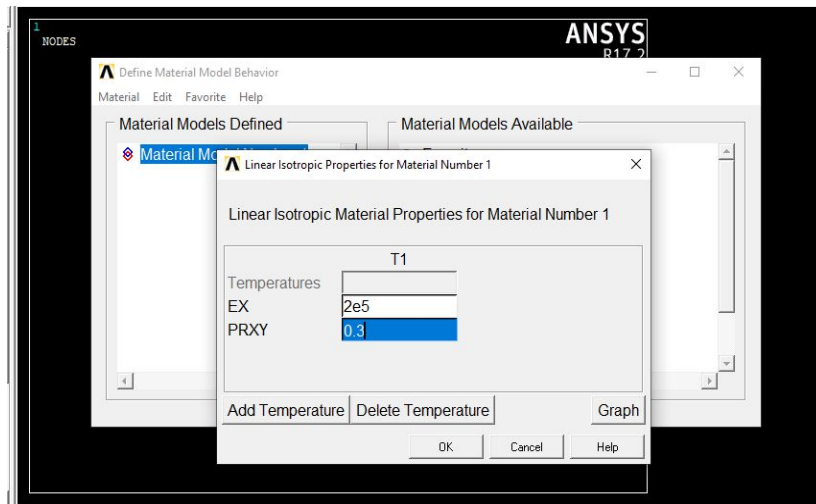 1
NODES
ANSYS
R17.2
Define Material Model Behavior
Material Edit Favorite Help
Material Models Defined
Material Models Available
Material Mo
Linear Isotropic Properties for Material Number 1
Linear Isotropic Material Properties for Material Number 1
T1
Temperatures
EX 2e5
PRXY 0.3
Add Temperature Delete Temperature Graph
OK Cancel Help